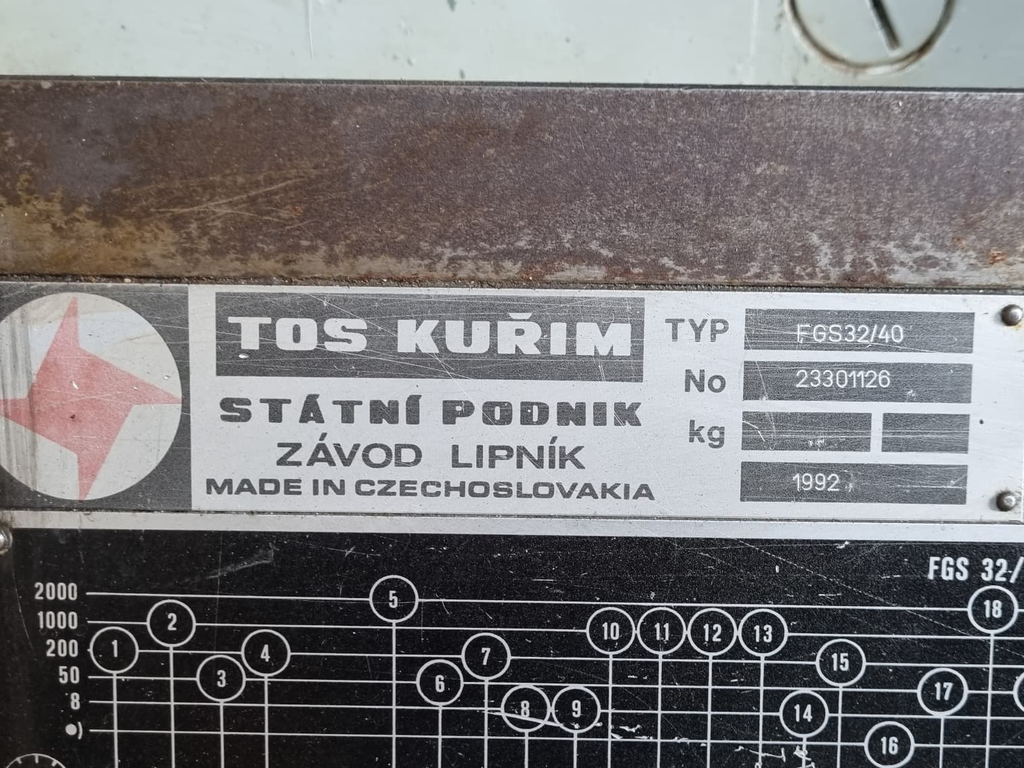 TOS KUŘIM
STÁTNÍ PODNIK
ZÁVOD LIPNÍK
MADE IN CZECHOSLOVAKIA
TYP FGS32/40
No 23301126
kg
1992
FGS 32/
2000 5 18
1000 2 10 11 12 13
200 1 4 7 15
50 3 6 17
8 8 9 14
•) 16